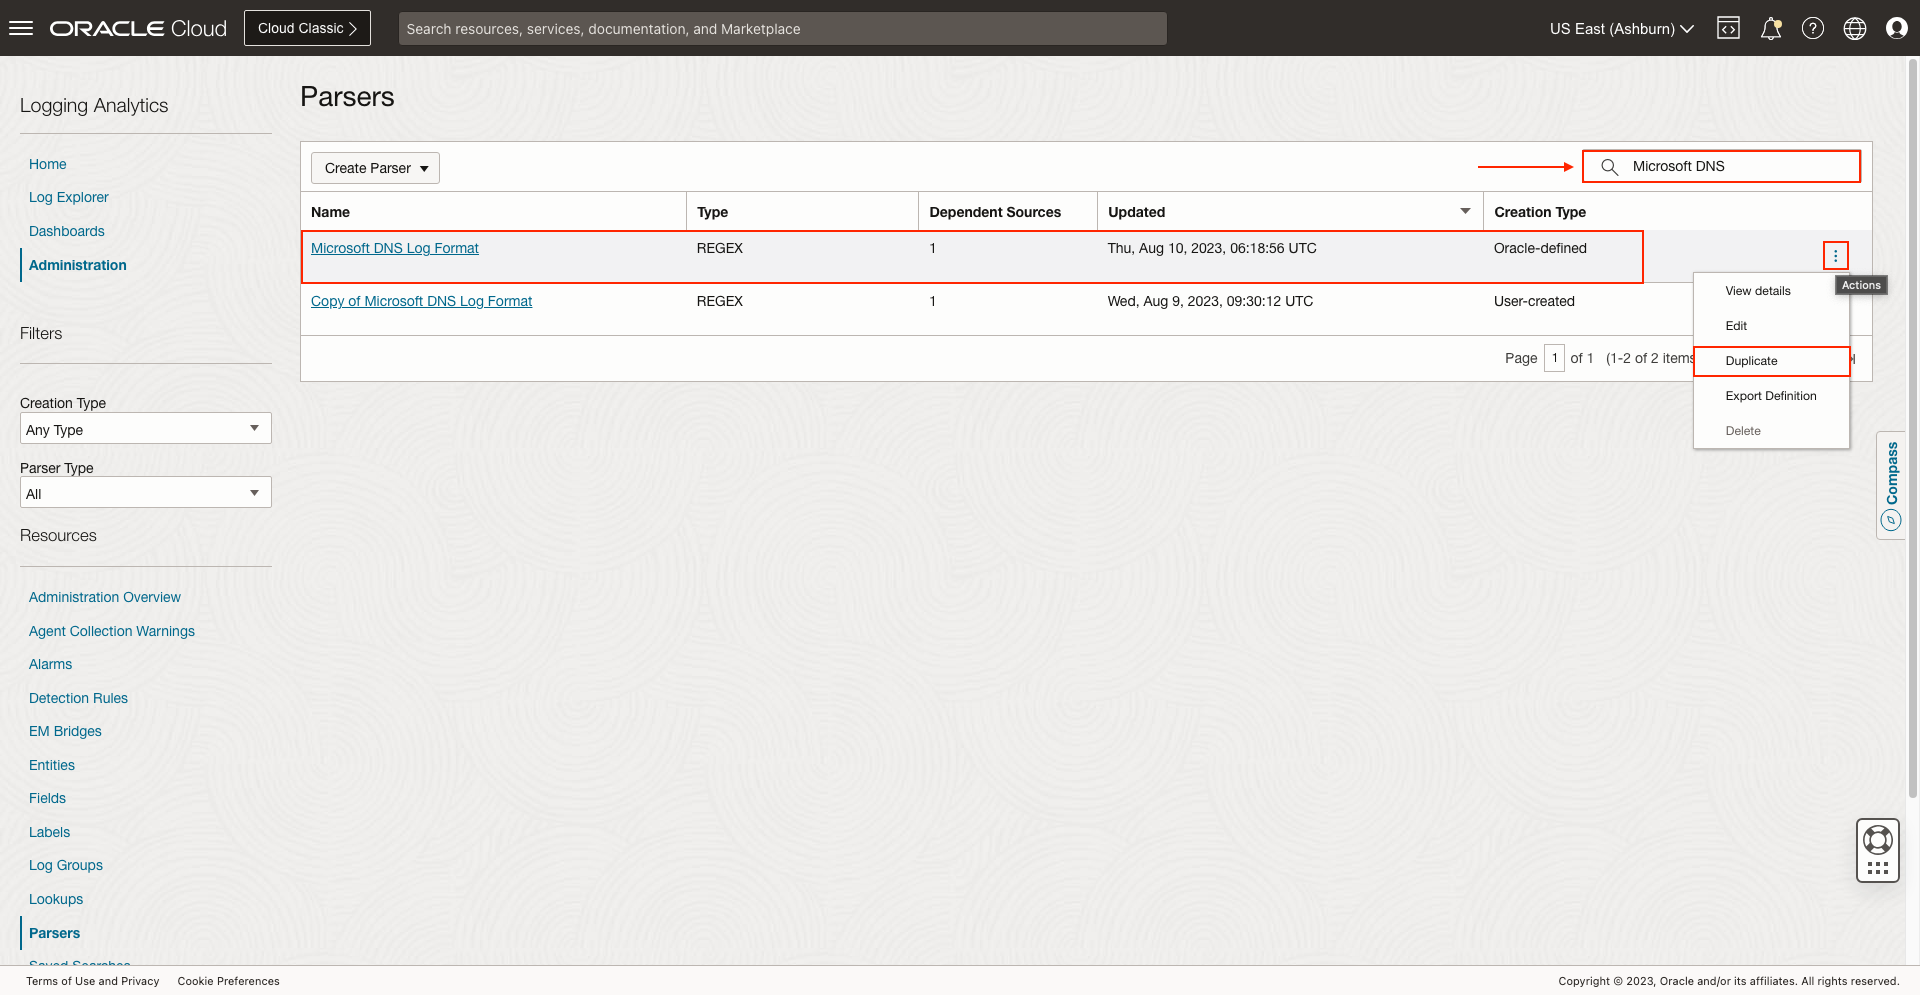 ORACLE Cloud
Cloud Classic
Search resources, services, documentation, and Marketplace
US East (Ashburn)
Logging Analytics
Home
Log Explorer
Dashboards
Administration
Filters
Creation Type
Any Type
Parser Type
All
Resources
Administration Overview
Agent Collection Warnings
Alarms
Detection Rules
EM Bridges
Entities
Fields
Labels
Log Groups
Lookups
Parsers
Saved Searches
Parsers
Create Parser
Microsoft DNS
Name Type Dependent Sources Updated Creation Type
Microsoft DNS Log Format REGEX 1 Thu, Aug 10, 2023, 06:18:56 UTC Oracle-defined
Copy of Microsoft DNS Log Format REGEX 1 Wed, Aug 9, 2023, 09:30:12 UTC User-created
Page 1 of 1 (1-2 of 2 items
Actions
View details
Edit
Duplicate
Export Definition
Delete
Compass
Terms of Use and Privacy Cookie Preferences
Copyright © 2023, Oracle and/or its affiliates. All rights reserved.